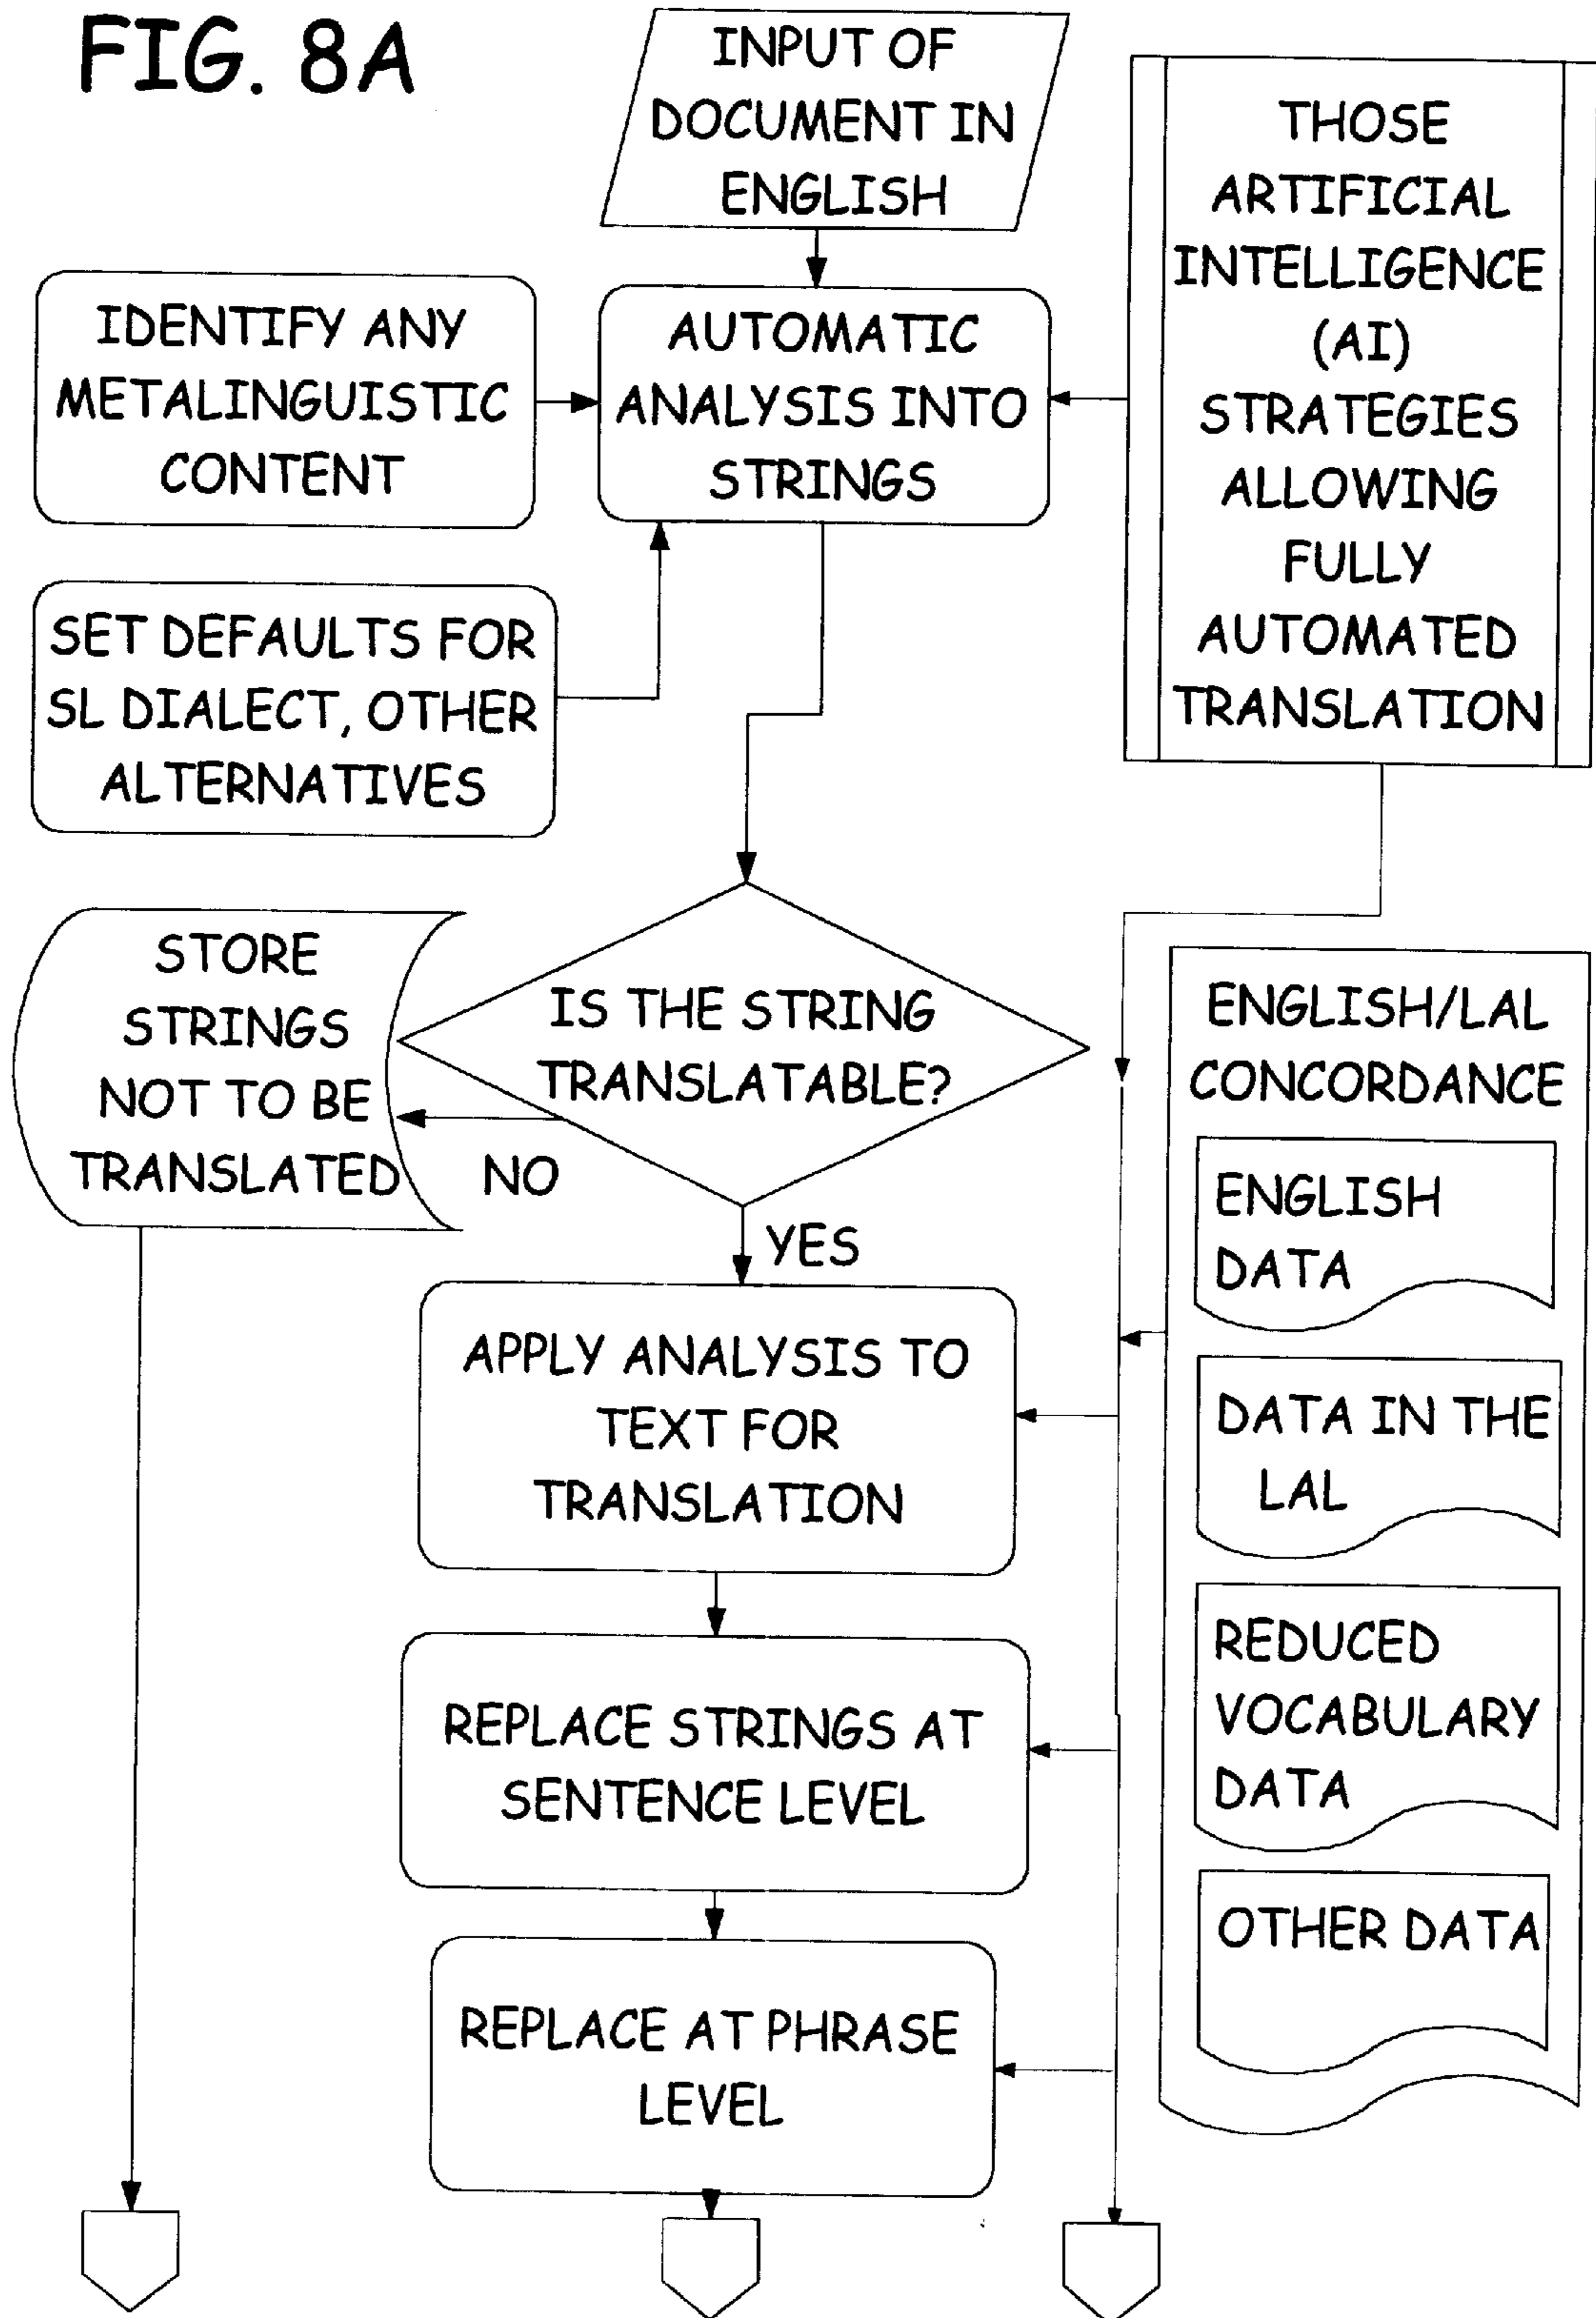 FIG. 8A
INPUT OF
DOCUMENT IN
ENGLISH
THOSE
ARTIFICIAL
INTELLIGENCE
(AI)
STRATEGIES
ALLOWING
FULLY
AUTOMATED
TRANSLATION
IDENTIFY ANY
METALINGUISTIC
CONTENT
AUTOMATIC
ANALYSIS INTO
STRINGS
SET DEFAULTS FOR
SL DIALECT, OTHER
ALTERNATIVES
STORE
STRINGS
NOT TO BE
TRANSLATED
IS THE STRING
TRANSLATABLE?
NO
YES
ENGLISH/LAL
CONCORDANCE
ENGLISH
DATA
DATA IN THE
LAL
REDUCED
VOCABULARY
DATA
OTHER DATA
APPLY ANALYSIS TO
TEXT FOR
TRANSLATION
REPLACE STRINGS AT
SENTENCE LEVEL
REPLACE AT PHRASE
LEVEL